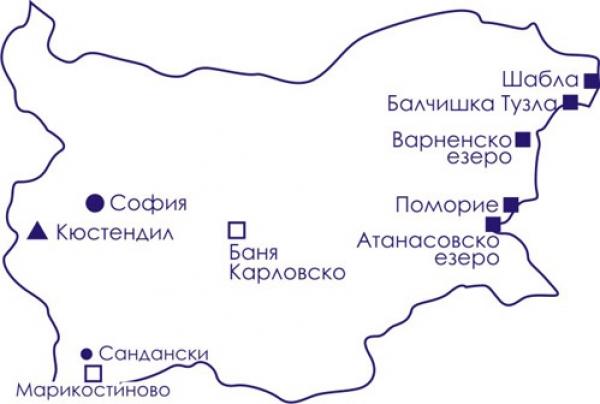 Шабла
Балчишка Тузла
Варненско
езеро
София
Поморие
Кюстендил
Атанасовско
езеро
Баня
Карловско
Сандански
Марикостиново